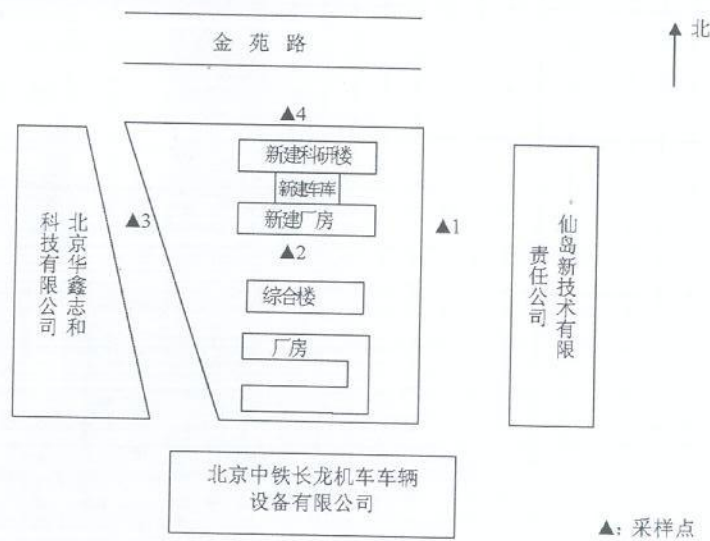 金苑路
北
▲4
新建科研楼
新建车库
新建厂房
▲3
▲1
▲2
北京华鑫志和
科技有限公司
仙岛新技术有限
责任公司
综合楼
厂房
北京中铁长龙机车车辆
设备有限公司
▲：采样点